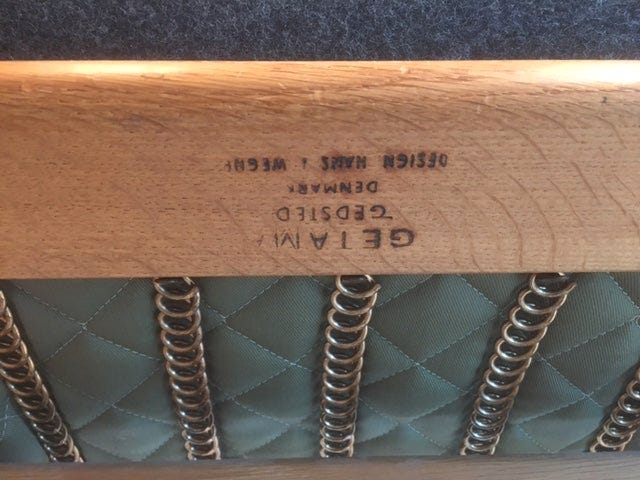 GETAMA
GEDSTED
DENMARK
DESIGN HANS J WEGNER